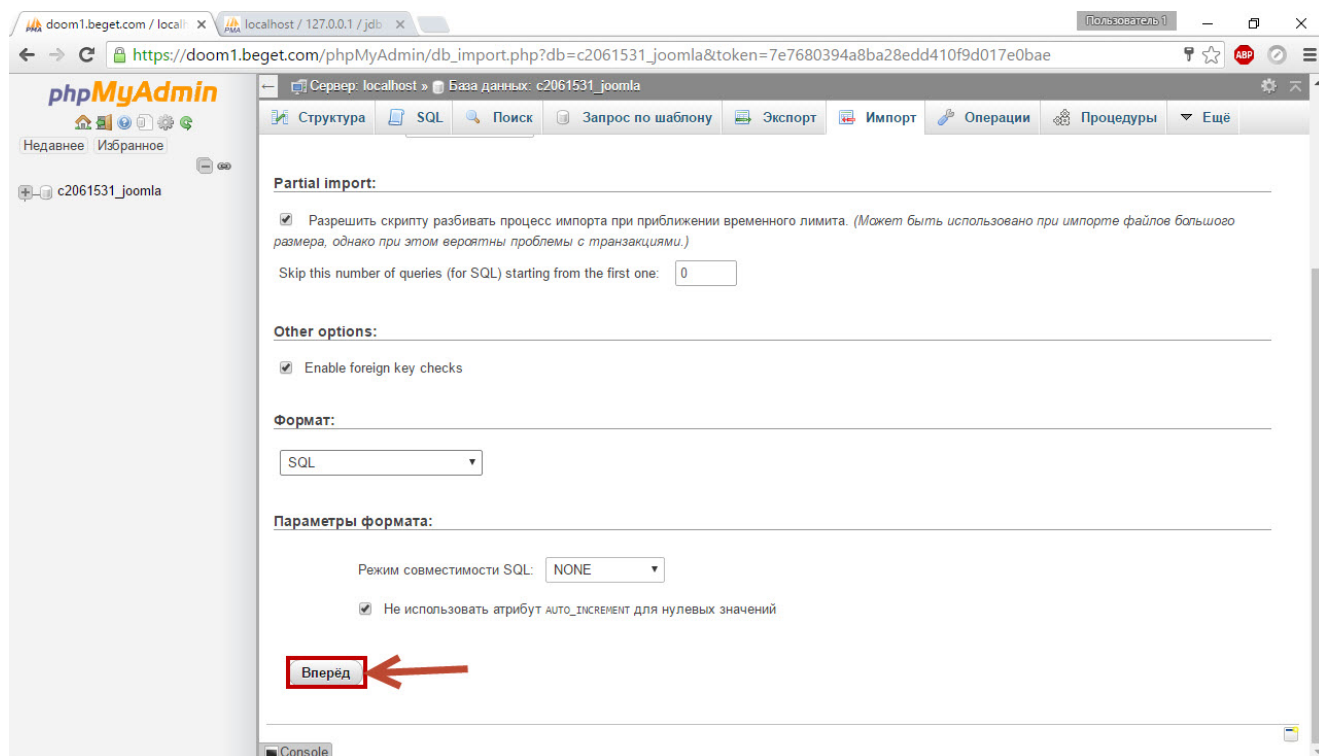 doom1.beget.com / localh
localhost / 127.0.0.1 / jdb
Пользователь 1
https://doom1.beget.com/phpMyAdmin/db_import.php?db=c2061531_joomla&token=7e7680394a8ba28edd410f9d017e0bae
ABP
phpMyAdmin
Недавнее Избранное
c2061531_joomla
Сервер: localhost » База данных: c2061531_joomla
Структура SQL Поиск Запрос по шаблону Экспорт Импорт Операции Процедуры Ещё
Partial import:
Разрешить скрипту разбивать процесс импорта при приближении временного лимита. (Может быть использовано при импорте файлов большого
размера, однако при этом вероятны проблемы с транзакциями.)
Skip this number of queries (for SQL) starting from the first one: 0
Other options:
Enable foreign key checks
Формат:
SQL
Параметры формата:
Режим совместимости SQL: NONE
Не использовать атрибут AUTO_INCREMENT для нулевых значений
Вперёд
Console